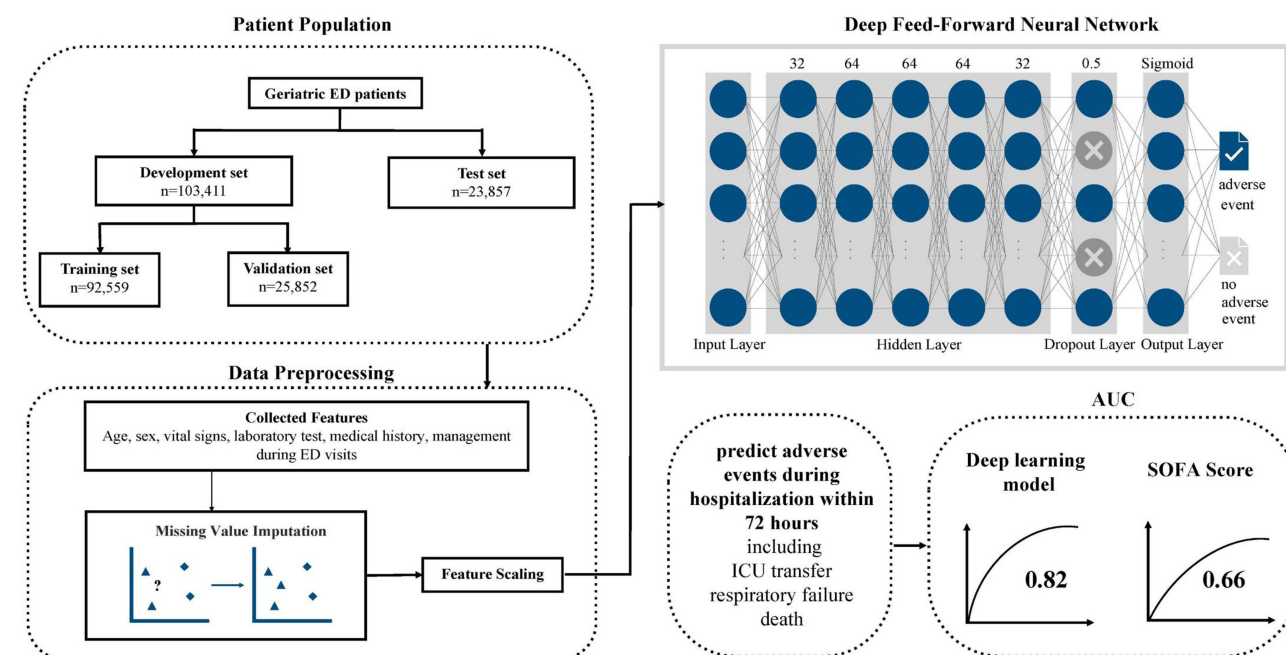 Patient Population
Geriatric ED patients
Development set
n=103,411
Test set
n=23,857
Training set
n=92,559
Validation set
n=25,852
Data Preprocessing
Collected Features
Age, sex, vital signs, laboratory test, medical history, management
during ED visits
Missing Value Imputation
?
Feature Scaling
Deep Feed-Forward Neural Network
32 64 64 64 32 0.5 Sigmoid
adverse
event
no
adverse
event
Input Layer Hidden Layer Dropout Layer Output Layer
predict adverse
events during
hospitalization within
72 hours
including
ICU transfer
respiratory failure
death
AUC
Deep learning
model
0.82
SOFA Score
0.66